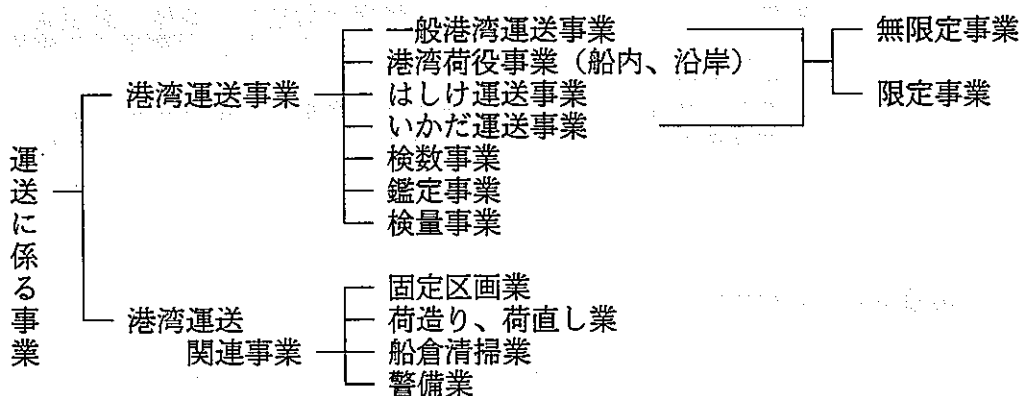 一般港湾運送事業
無限定事業
港湾荷役事業(船内、沿岸)
港湾運送事業
はしけ運送事業
限定事業
いかだ運送事業
検数事業
鑑定事業
検量事業
運送に係る事業
固定区画業
港湾運送
関連事業
荷造り、荷直し業
船倉清掃業
警備業